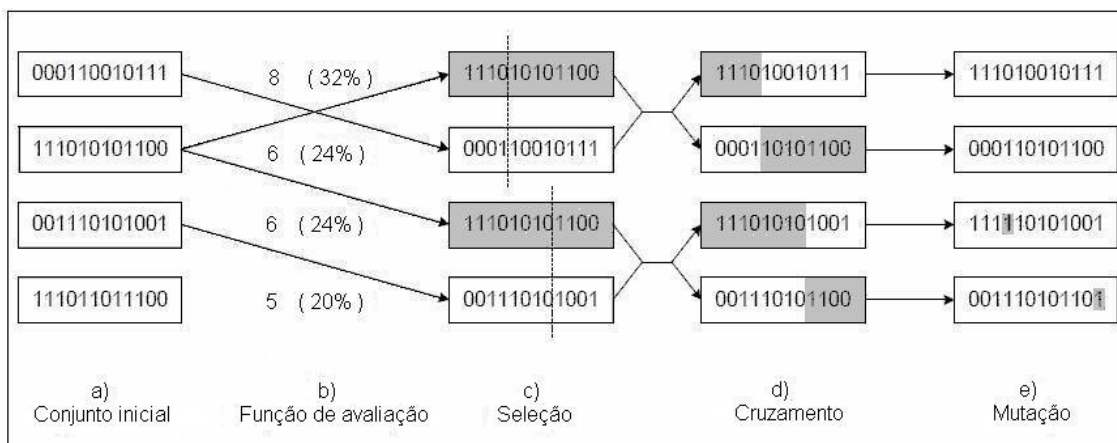 000110010111 8 (32%) 111010101100 111010010111 111010010111
111010101100 6 (24%) 000110010111 000110101100 000110101100
001110101001 6 (24%) 111010101100 111010101001 111110101001
111011011100 5 (20%) 001110101001 001110101100 001110101101
a) b) c) d) e)
Conjunto inicial Função de avaliação Seleção Cruzamento Mutação